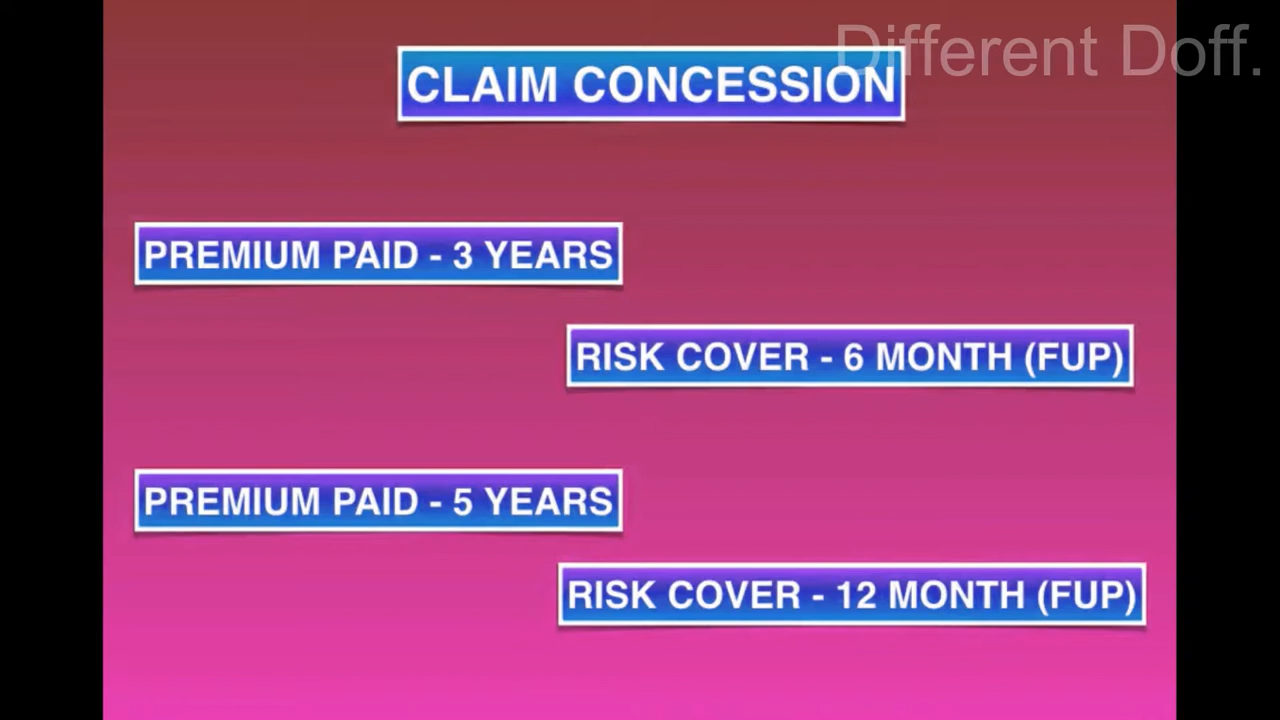 Different Doff.
CLAIM CONCESSION
PREMIUM PAID - 3 YEARS
RISK COVER - 6 MONTH (FUP)
PREMIUM PAID - 5 YEARS
RISK COVER - 12 MONTH (FUP)